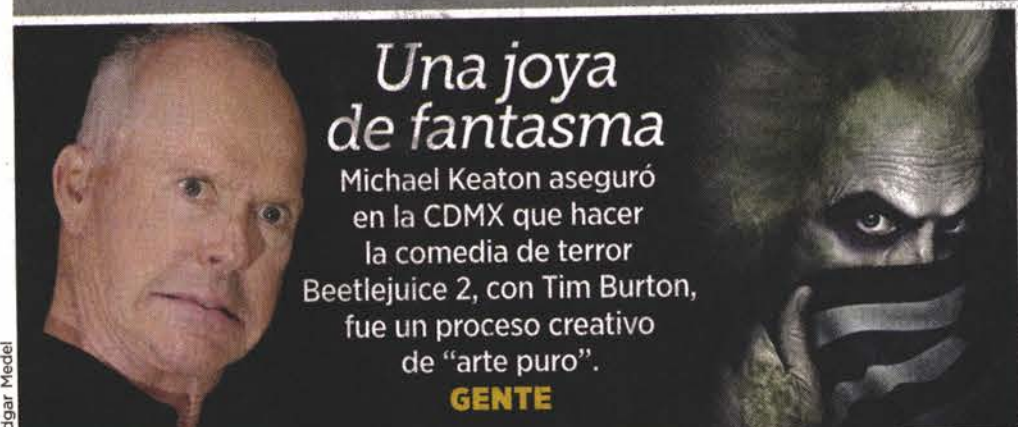 Una joya
de fantasma
Michael Keaton aseguró
en la CDMX que hacer
la comedia de terror
Beetlejuice 2, con Tim Burton,
fue un proceso creativo
de “arte puro”.
GENTE
Medel